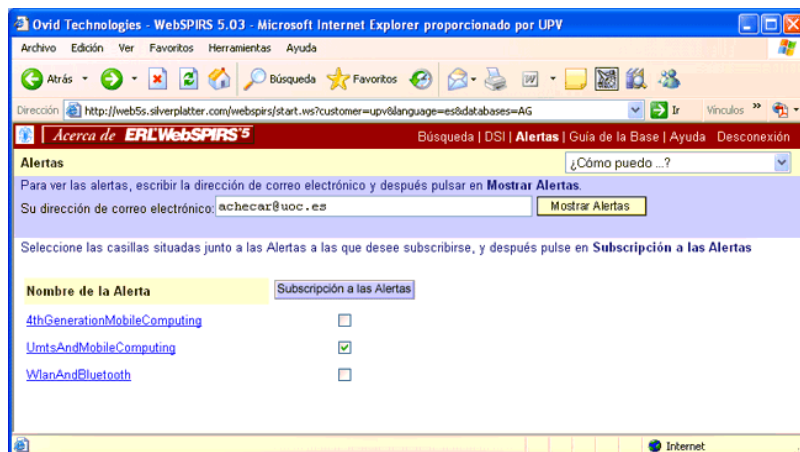 Ovid Technologies - WebSPIRS 5.03 - Microsoft Internet Explorer proporcionado por UPV
Archivo Edición Ver Favoritos Herramientas Ayuda
Atrás Búsqueda Favoritos
Dirección http://web5s.silverplatter.com/webspirs/start.ws?customer=upv&language=es&databases=AG Ir Vínculos »
Acerca de ERL WebSPIRS 5 Búsqueda | DSI | Alertas | Guía de la Base | Ayuda Desconexión
Alertas ¿Cómo puedo ...?
Para ver las alertas, escribir la dirección de correo electrónico y después pulsar en Mostrar Alertas.
Su dirección de correo electrónico: achecar@uoc.es Mostrar Alertas
Seleccione las casillas situadas junto a las Alertas a las que desee subscribirse, y después pulse en Subscripción a las Alertas
Nombre de la Alerta Subscripción a las Alertas
4thGenerationMobileComputing
UmtsAndMobileComputing
WlanAndBluetooth
Internet